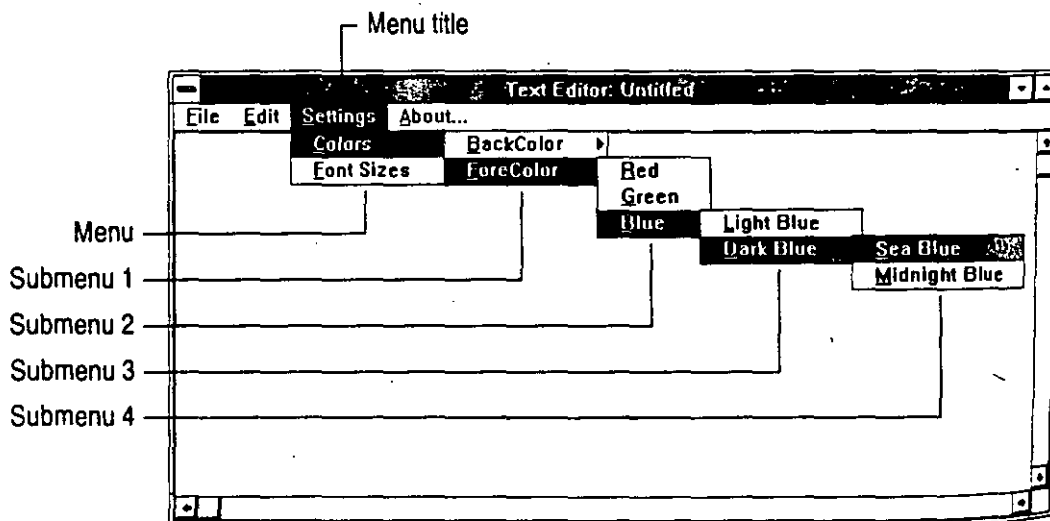 Menu title
Text Editor: Untitled
File Edit Settings About...
Colors BackColor
Font Sizes ForeColor Red
Green
Menu Blue Light Blue
Dark Blue Sea Blue
Submenu 1 Midnight Blue
Submenu 2
Submenu 3
Submenu 4